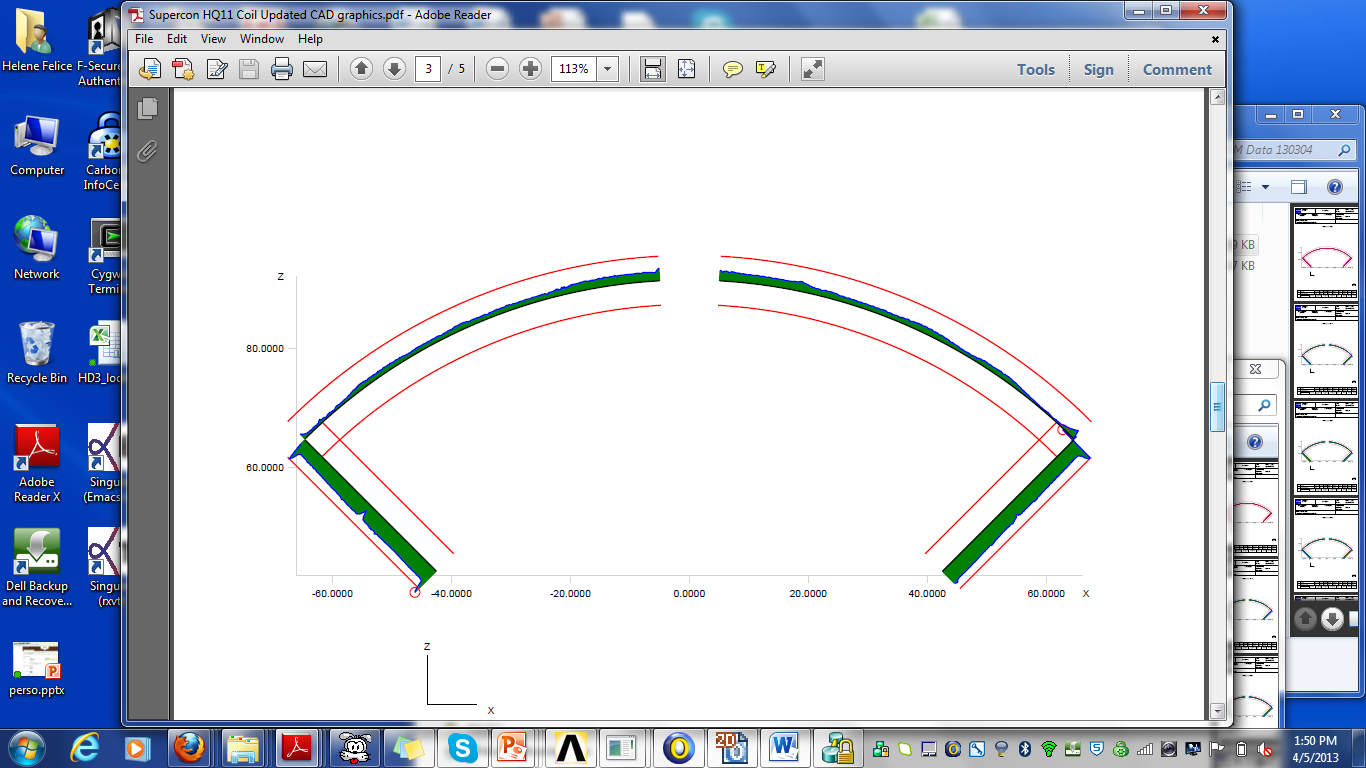 Supercon HQ11 Coil Updated CAD graphics.pdf - Adobe Reader
File Edit View Window Help
3 / 5 113% Tools Sign Comment
Helene Felice
F-Secure
Authent
Computer
Carbon
InfoCe
Network
Cygw
Termin
Recycle Bin
HD3_loc
Adobe
Reader X
Singu
(Emacs
Dell Backup
and Recove...
Singu
(rxvt
perso.pptx
M Data 130304
KB
7 KB
Z
80.0000
60.0000
-60.0000 -40.0000 -20.0000 0.0000 20.0000 40.0000 60.0000 X
Z
X
1:50 PM
4/5/2013